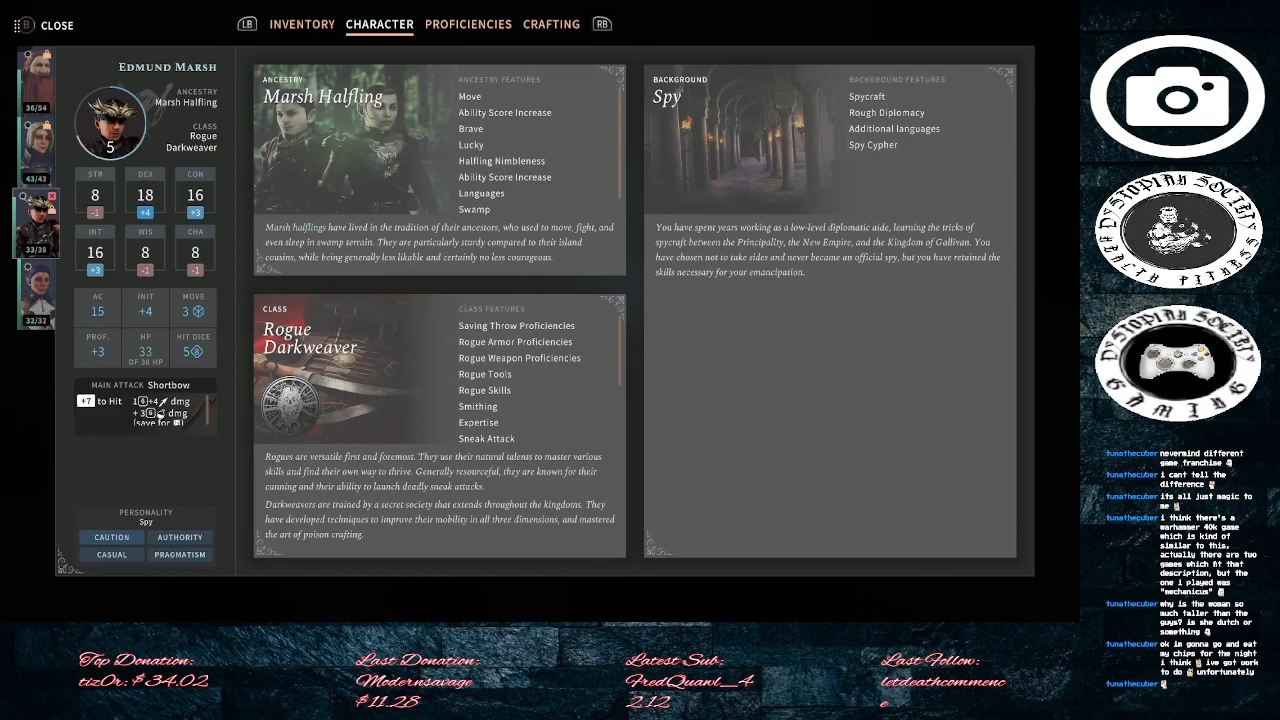 CLOSE
LB INVENTORY CHARACTER PROFICIENCIES CRAFTING RB
36/54
43/43
33/38
32/32
EDMUND MARSH
5
ANCESTRY
Marsh Halfling
CLASS
Rogue
Darkweaver
STR DEX CON
8 18 16
-1 +4 +3
INT WIS CHA
16 8 8
+3 -1 -1
AC INIT MOVE
15 +4 3
PROF. HP HIT DICE
+3 33 5 8
OF 38 HP
MAIN ATTACK Shortbow
+7 to Hit 1 6 +4 dmg
+ 3 6 dmg
PERSONALITY
Spy
CAUTION AUTHORITY
CASUAL PRAGMATISM
ANCESTRY
Marsh Halfling
ANCESTRY FEATURES
Move
Ability Score Increase
Brave
Lucky
Halfling Nimbleness
Ability Score Increase
Languages
Swamp
Marsh halflings have lived in the tradition of their ancestors, who used to move, fight, and
even sleep in swamp terrain. They are particularly sturdy compared to their island
cousins, while being generally less likable and certainly no less courageous.
CLASS
Rogue
Darkweaver
CLASS FEATURES
Saving Throw Proficiencies
Rogue Armor Proficiencies
Rogue Weapon Proficiencies
Rogue Tools
Rogue Skills
Smithing
Expertise
Sneak Attack
Rogues are versatile first and foremost. They use their natural talents to master various
skills and find their own way to thrive. Generally resourceful, they are known for their
cunning and their ability to launch deadly sneak attacks.
Darkweavers are trained by a secret society that extends throughout the kingdoms. They
have developed techniques to improve their mobility in all three dimensions, and mastered
the art of poison crafting.
BACKGROUND
Spy
BACKGROUND FEATURES
Spycraft
Rough Diplomacy
Additional languages
Spy Cypher
You have spent years working as a low-level diplomatic aide, learning the tricks of
spycraft between the Principality, the New Empire, and the Kingdom of Gallivan. You
have chosen not to take sides and never became an official spy, but you have retained the
skills necessary for your emancipation.
DYSTOPIAN SOCIETY
DYSTOPIAN SOCIETY
GAMING
tunathecuber nevermind different
game franchise
tunathecuber i cant tell the
difference
tunathecuber its all just magic to
me
tunathecuber i think there's a
warhammer 40k game
which is kind of
similar to this,
actually there are two
games which fit that
description, but the
one i played was
"mechanicus"
tunathecuber why is the woman so
much taller than the
guys? is she dutch or
something
tunathecuber ok im gonna go and eat
my chips for the night
i think ive got work
to do unfortunately
tunathecuber
Top Donation:
tiz0r: $34.02
Last Donation:
Modernsavage
$11.28
Latest Sub:
FredQuawl_4
212
Last Follow:
letdeathcommenc
e